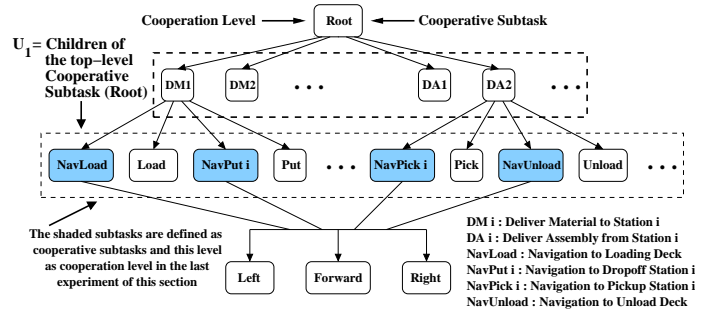 Cooperation Level
Root
Cooperative Subtask
U1 = Children of
the top−level
Cooperative
Subtask (Root)
DM1
DM2
DA1
DA2
NavLoad
Load
NavPut i
Put
NavPick i
Pick
NavUnload
Unload
The shaded subtasks are defined as
cooperative subtasks and this level
as cooperation level in the last
experiment of this section
Left
Forward
Right
DM i : Deliver Material to Station i
DA i : Deliver Assembly from Station i
NavLoad : Navigation to Loading Deck
NavPut i : Navigation to Dropoff Station i
NavPick i : Navigation to Pickup Station i
NavUnload : Navigation to Unload Deck